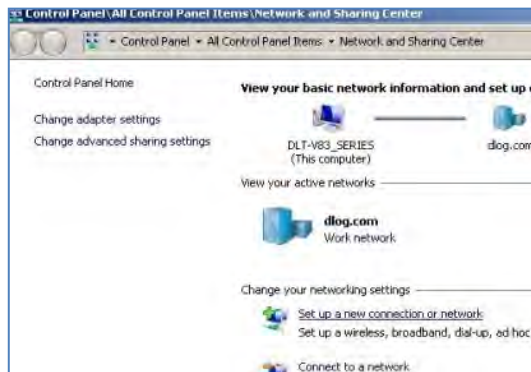 Control Panel\All Control Panel Items\Network and Sharing Center
Control Panel All Control Panel Items Network and Sharing Center
Control Panel Home
Change adapter settings
Change advanced sharing settings
View your basic network information and set up
DLT-V83_SERIES
(This computer)
dlog.com
View your active networks
dlog.com
Work network
Change your networking settings
Set up a new connection or network
Set up a wireless, broadband, dial-up, ad hoc
Connect to a network